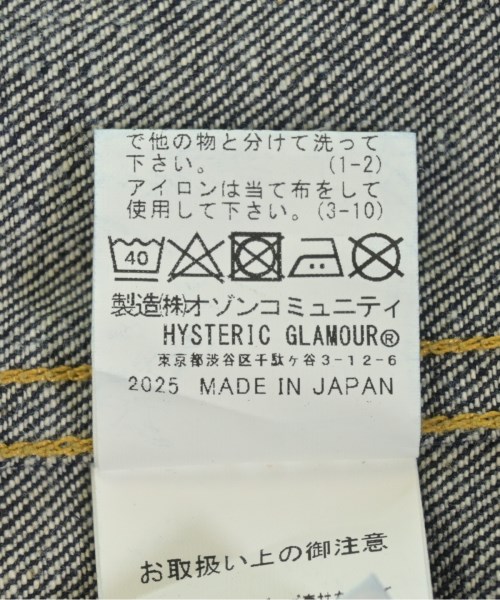 で他の物と分けて洗って
下さい。 (1-2)
アイロンは当て布をして
使用して下さい。(3-10)
40
製造㈱オゾンコミュニティ
HYSTERIC GLAMOUR®
東京都渋谷区千駄ヶ谷3-12-6
2025 MADE IN JAPAN
お取扱い上の御注意